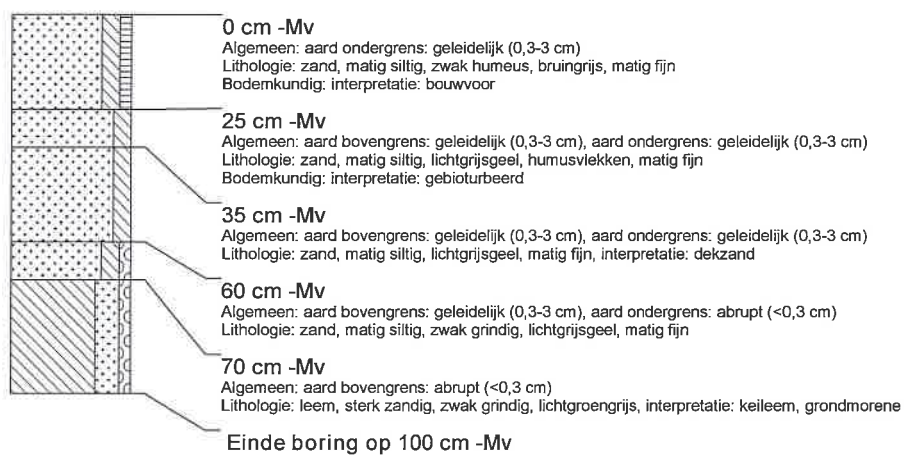 0 cm -Mv
Algemeen: aard ondergrens: geleidelijk (0,3-3 cm)
Lithologie: zand, matig siltig, zwak humeus, bruingrijs, matig fijn
Bodemkundig: interpretatie: bouwvoor
25 cm -Mv
Algemeen: aard bovengrens: geleidelijk (0,3-3 cm), aard ondergrens: geleidelijk (0,3-3 cm)
Lithologie: zand, matig siltig, lichtgrijsgeel, humusvlekken, matig fijn
Bodemkundig: interpretatie: gebioturbeerd
35 cm -Mv
Algemeen: aard bovengrens: geleidelijk (0,3-3 cm), aard ondergrens: geleidelijk (0,3-3 cm)
Lithologie: zand, matig siltig, lichtgrijsgeel, matig fijn, interpretatie: dekzand
60 cm -Mv
Algemeen: aard bovengrens: geleidelijk (0,3-3 cm), aard ondergrens: abrupt (<0,3 cm)
Lithologie: zand, matig siltig, zwak grindig, lichtgrijsgeel, matig fijn
70 cm -Mv
Algemeen: aard bovengrens: abrupt (<0,3 cm)
Lithologie: leem, sterk zandig, zwak grindig, lichtgroengrijs, interpretatie: keileem, grondmorene
Einde boring op 100 cm -Mv